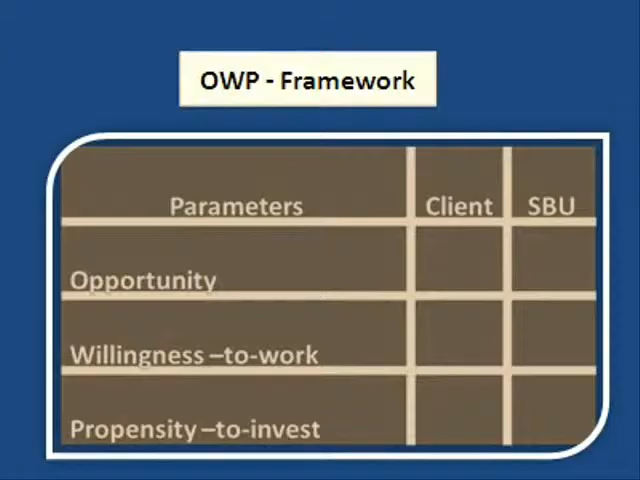 OWP - Framework
Parameters Client SBU
Opportunity
Willingness –to-work
Propensity –to-invest